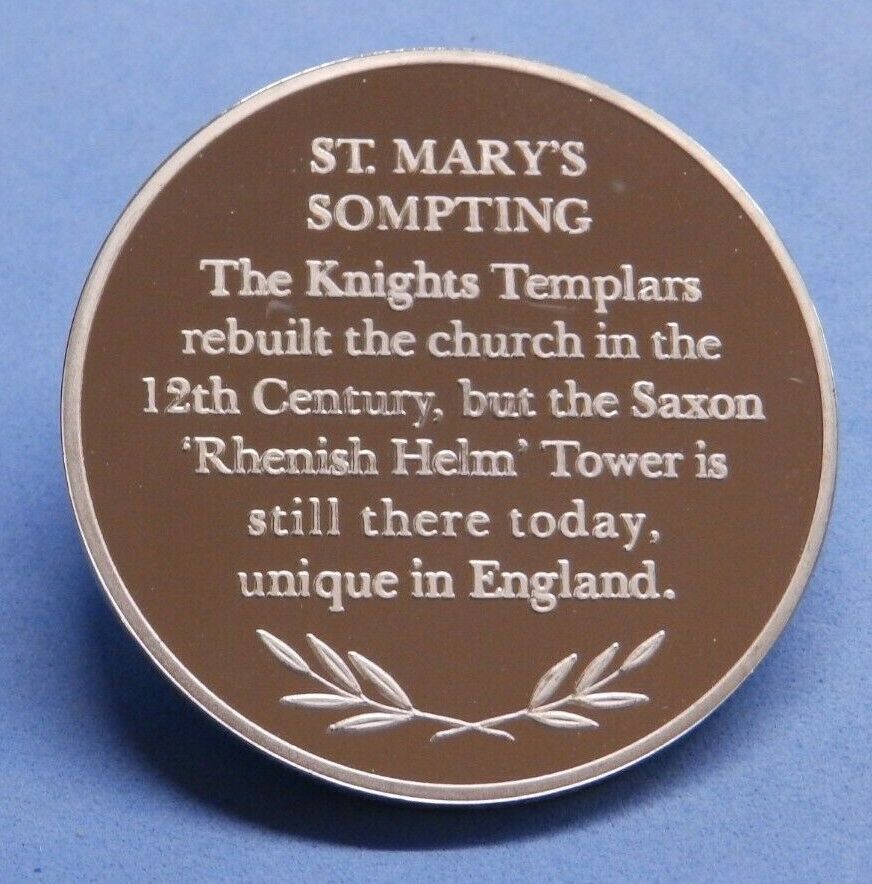 ST. MARY'S
SOMPTING
The Knights Templars
rebuilt the church in the
12th Century, but the Saxon
‘Rhenish Helm’ Tower is
still there today,
unique in England.